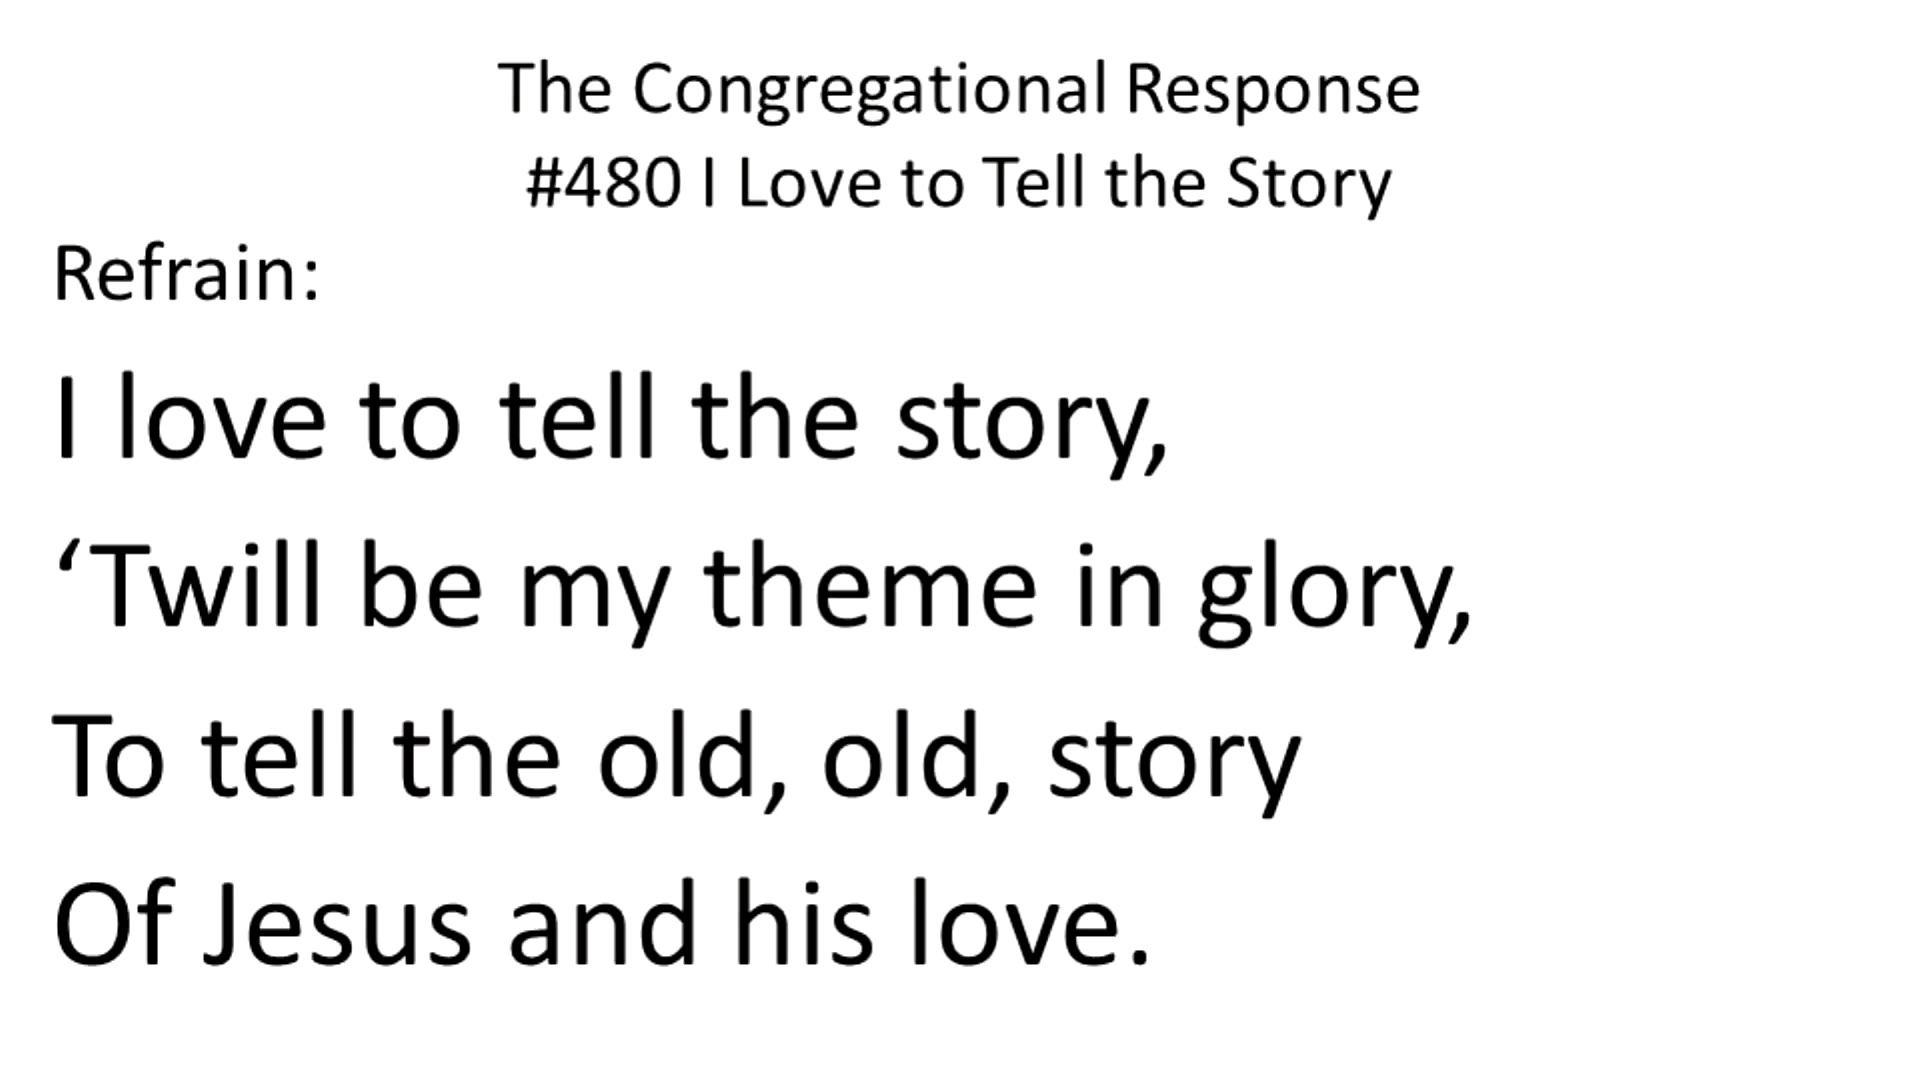 The Congregational Response
#480 I Love to Tell the Story
Refrain:
I love to tell the story,
‘Twill be my theme in glory,
To tell the old, old, story
Of Jesus and his love.